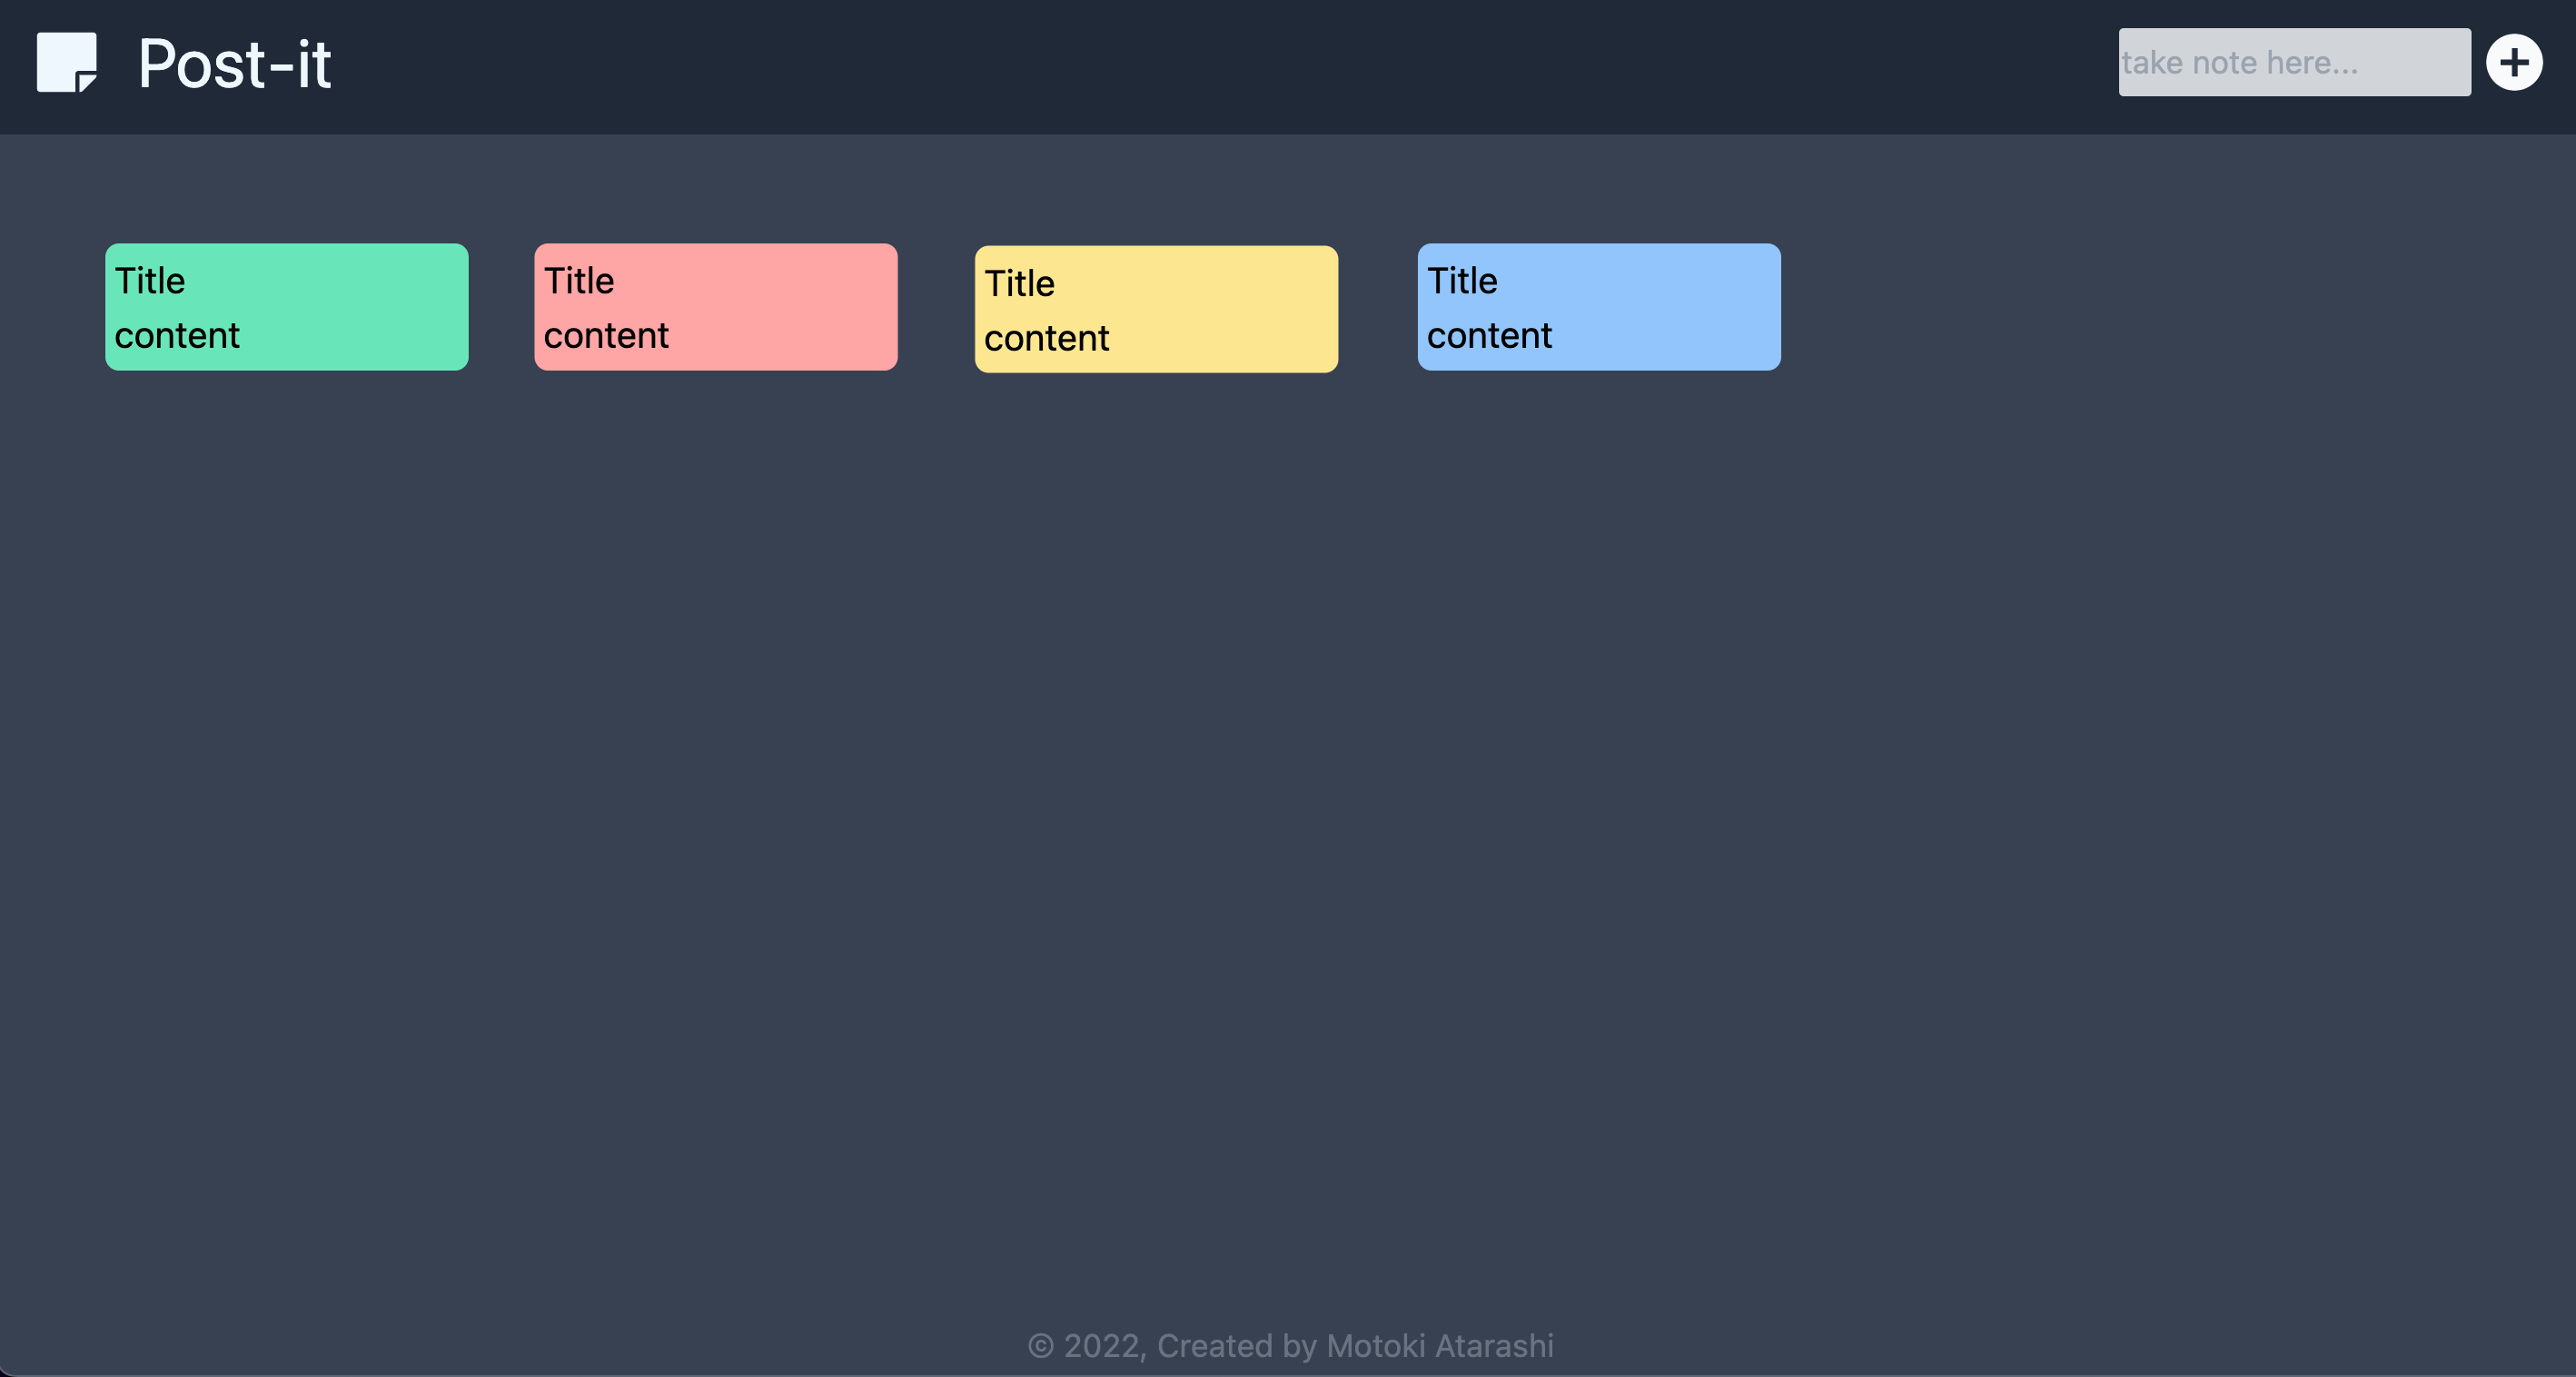 Post-it
take note here...
Title
content
Title
content
Title
content
Title
content
© 2022, Created by Motoki Atarashi